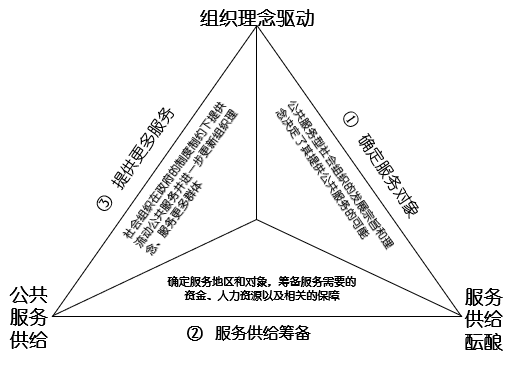 组织理念驱动
① 确定服务对象
公共服务型社会组织的发展宗旨和理
念决定了其提供公共服务的可能
③ 提供更多服务
社会组织在政府的制度制约下提供
流动公共服务并进一步更新组织理
念、服务更多群体
确定服务地区和对象，筹备服务需要的
资金、人力资源以及相关的保障
公共
服务
供给
② 服务供给筹备
服务
供给
酝酿